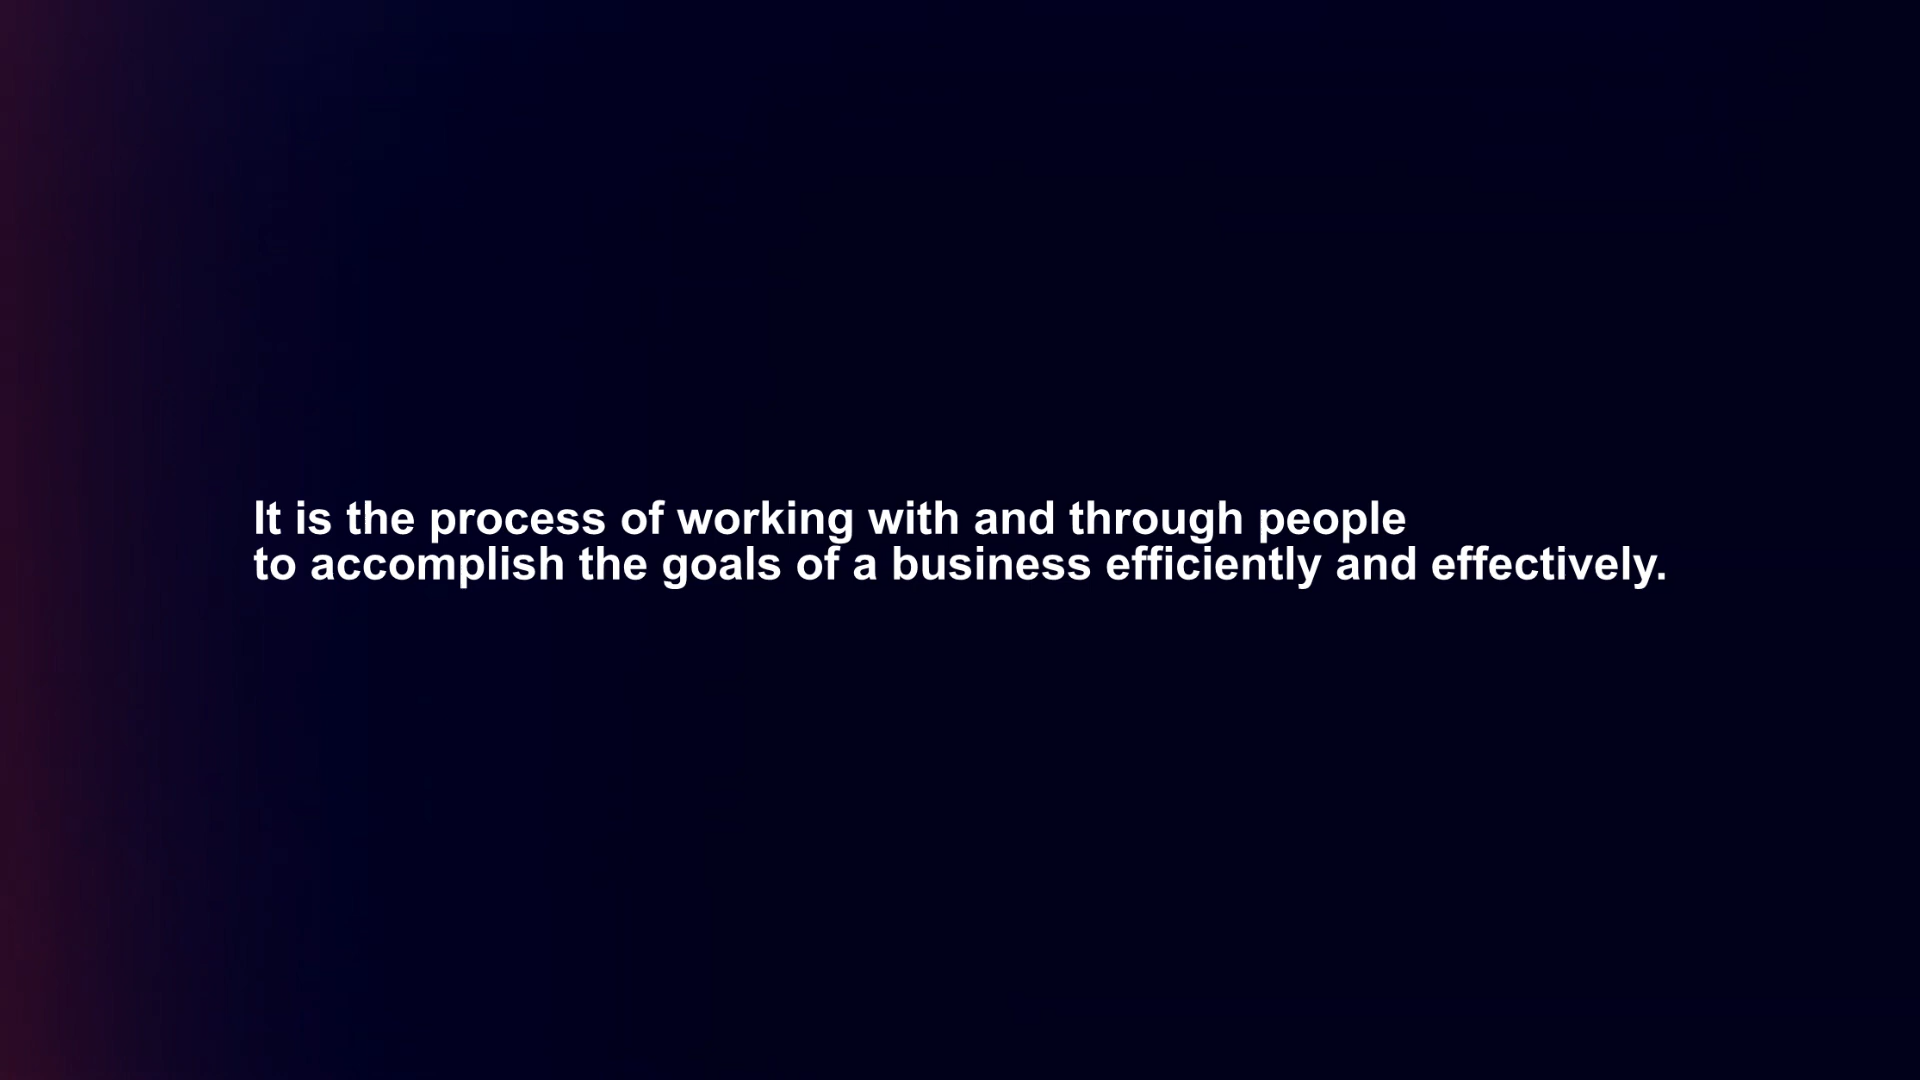 It is the process of working with and through people
to accomplish the goals of a business efficiently and effectively.